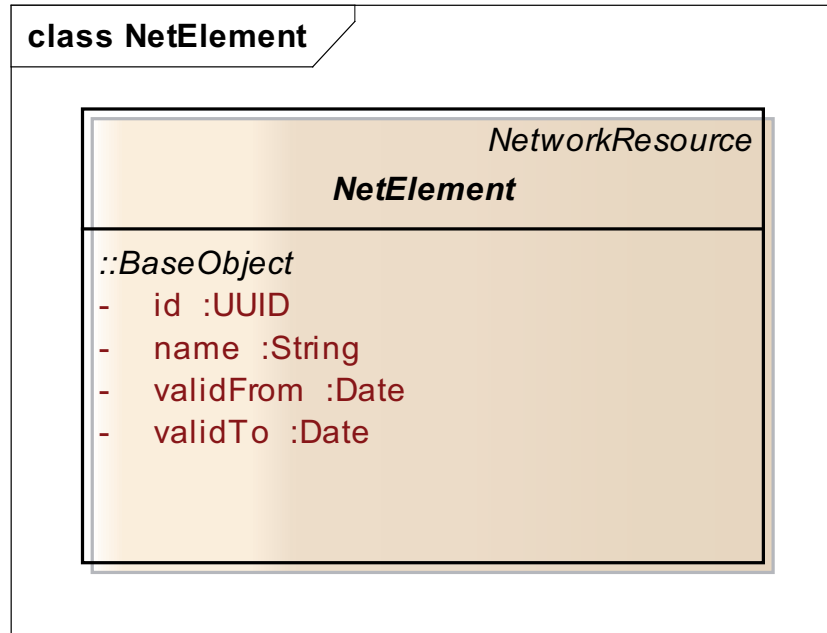 class NetElement
NetworkResource
NetElement
::BaseObject
- id :UUID
- name :String
- validFrom :Date
- validTo :Date